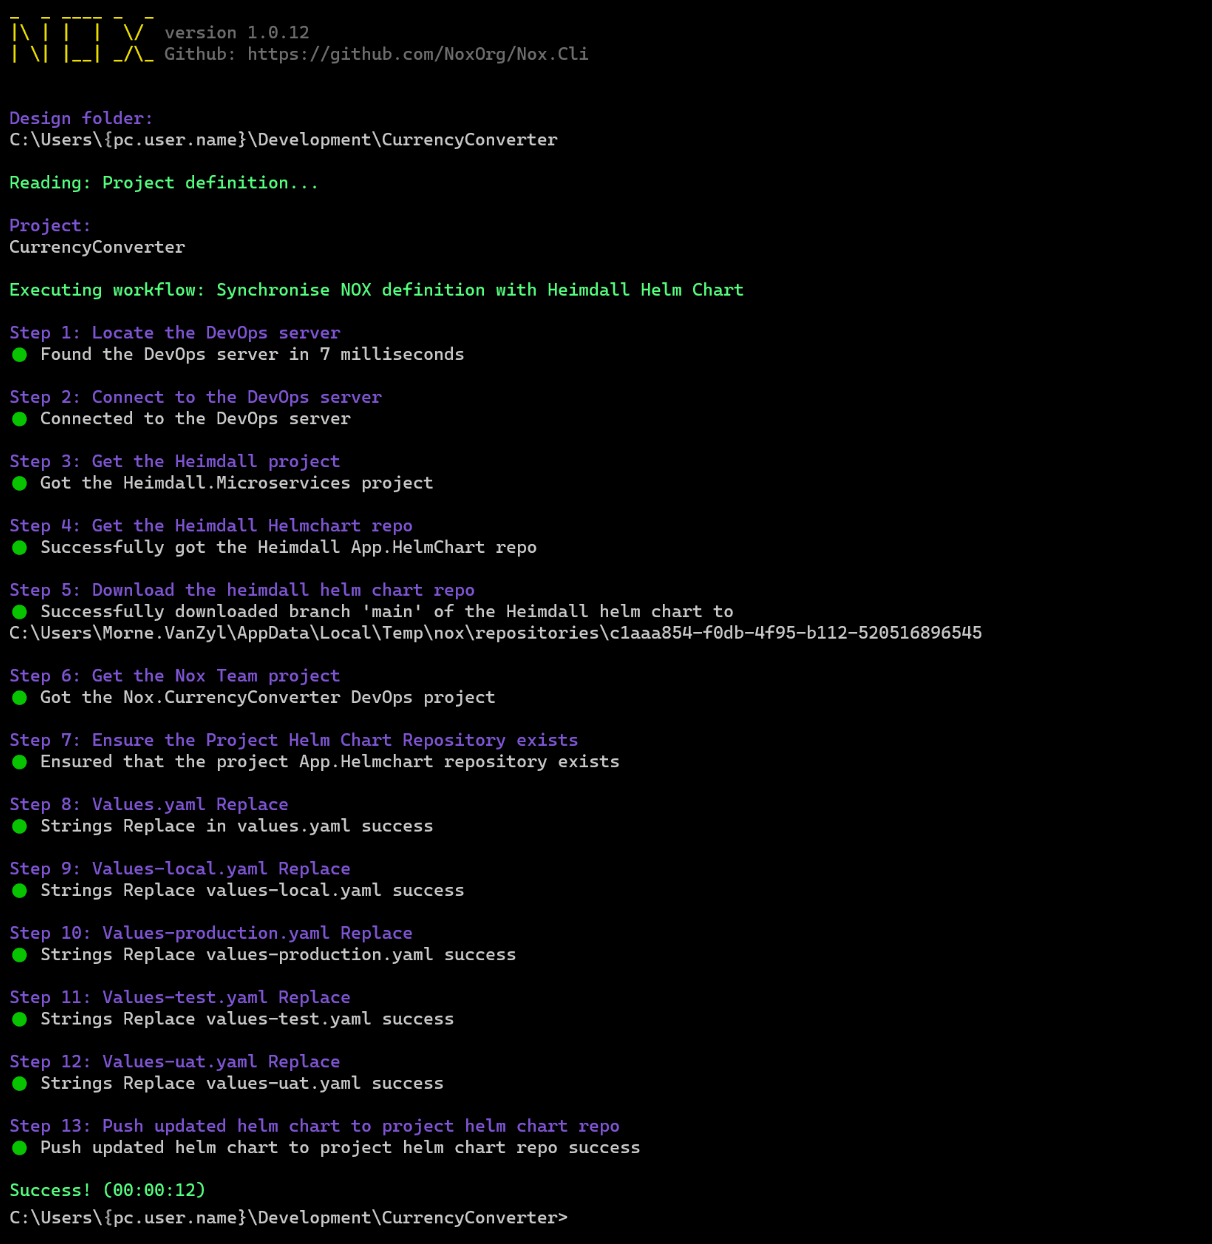 version 1.0.12
Github: https://github.com/NoxOrg/Nox.Cli
Design folder:
C:\Users\{pc.user.name}\Development\CurrencyConverter
Reading: Project definition...
Project:
CurrencyConverter
Executing workflow: Synchronise NOX definition with Heimdall Helm Chart
Step 1: Locate the DevOps server
Found the DevOps server in 7 milliseconds
Step 2: Connect to the DevOps server
Connected to the DevOps server
Step 3: Get the Heimdall project
Got the Heimdall.Microservices project
Step 4: Get the Heimdall Helmchart repo
Successfully got the Heimdall App.HelmChart repo
Step 5: Download the heimdall helm chart repo
Successfully downloaded branch 'main' of the Heimdall helm chart to
C:\Users\Morne.VanZyl\AppData\Local\Temp\nox\repositories\c1aaa854-f0db-4f95-b112-520516896545
Step 6: Get the Nox Team project
Got the Nox.CurrencyConverter DevOps project
Step 7: Ensure the Project Helm Chart Repository exists
Ensured that the project App.Helmchart repository exists
Step 8: Values.yaml Replace
Strings Replace in values.yaml success
Step 9: Values-local.yaml Replace
Strings Replace values-local.yaml success
Step 10: Values-production.yaml Replace
Strings Replace values-production.yaml success
Step 11: Values-test.yaml Replace
Strings Replace values-test.yaml success
Step 12: Values-uat.yaml Replace
Strings Replace values-uat.yaml success
Step 13: Push updated helm chart to project helm chart repo
Push updated helm chart to project helm chart repo success
Success! (00:00:12)
C:\Users\{pc.user.name}\Development\CurrencyConverter>